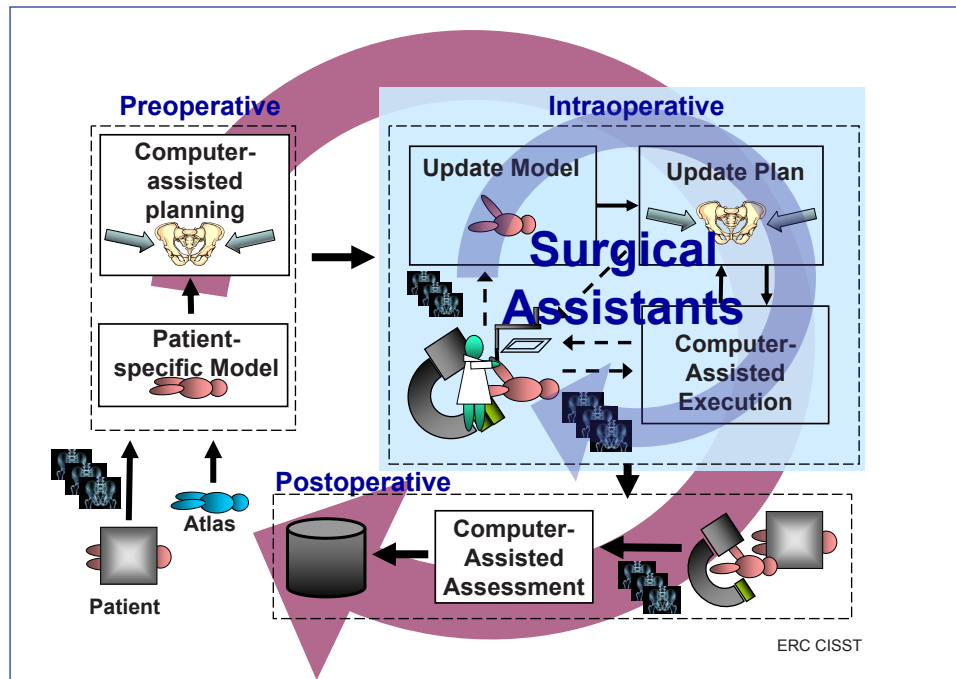 Preoperative
Computer-
assisted
planning
Patient-
specific Model
Atlas
Patient
Intraoperative
Update Model
Update Plan
Surgical
Assistants
Computer-
Assisted
Execution
Postoperative
Computer-
Assisted
Assessment
ERC CISST